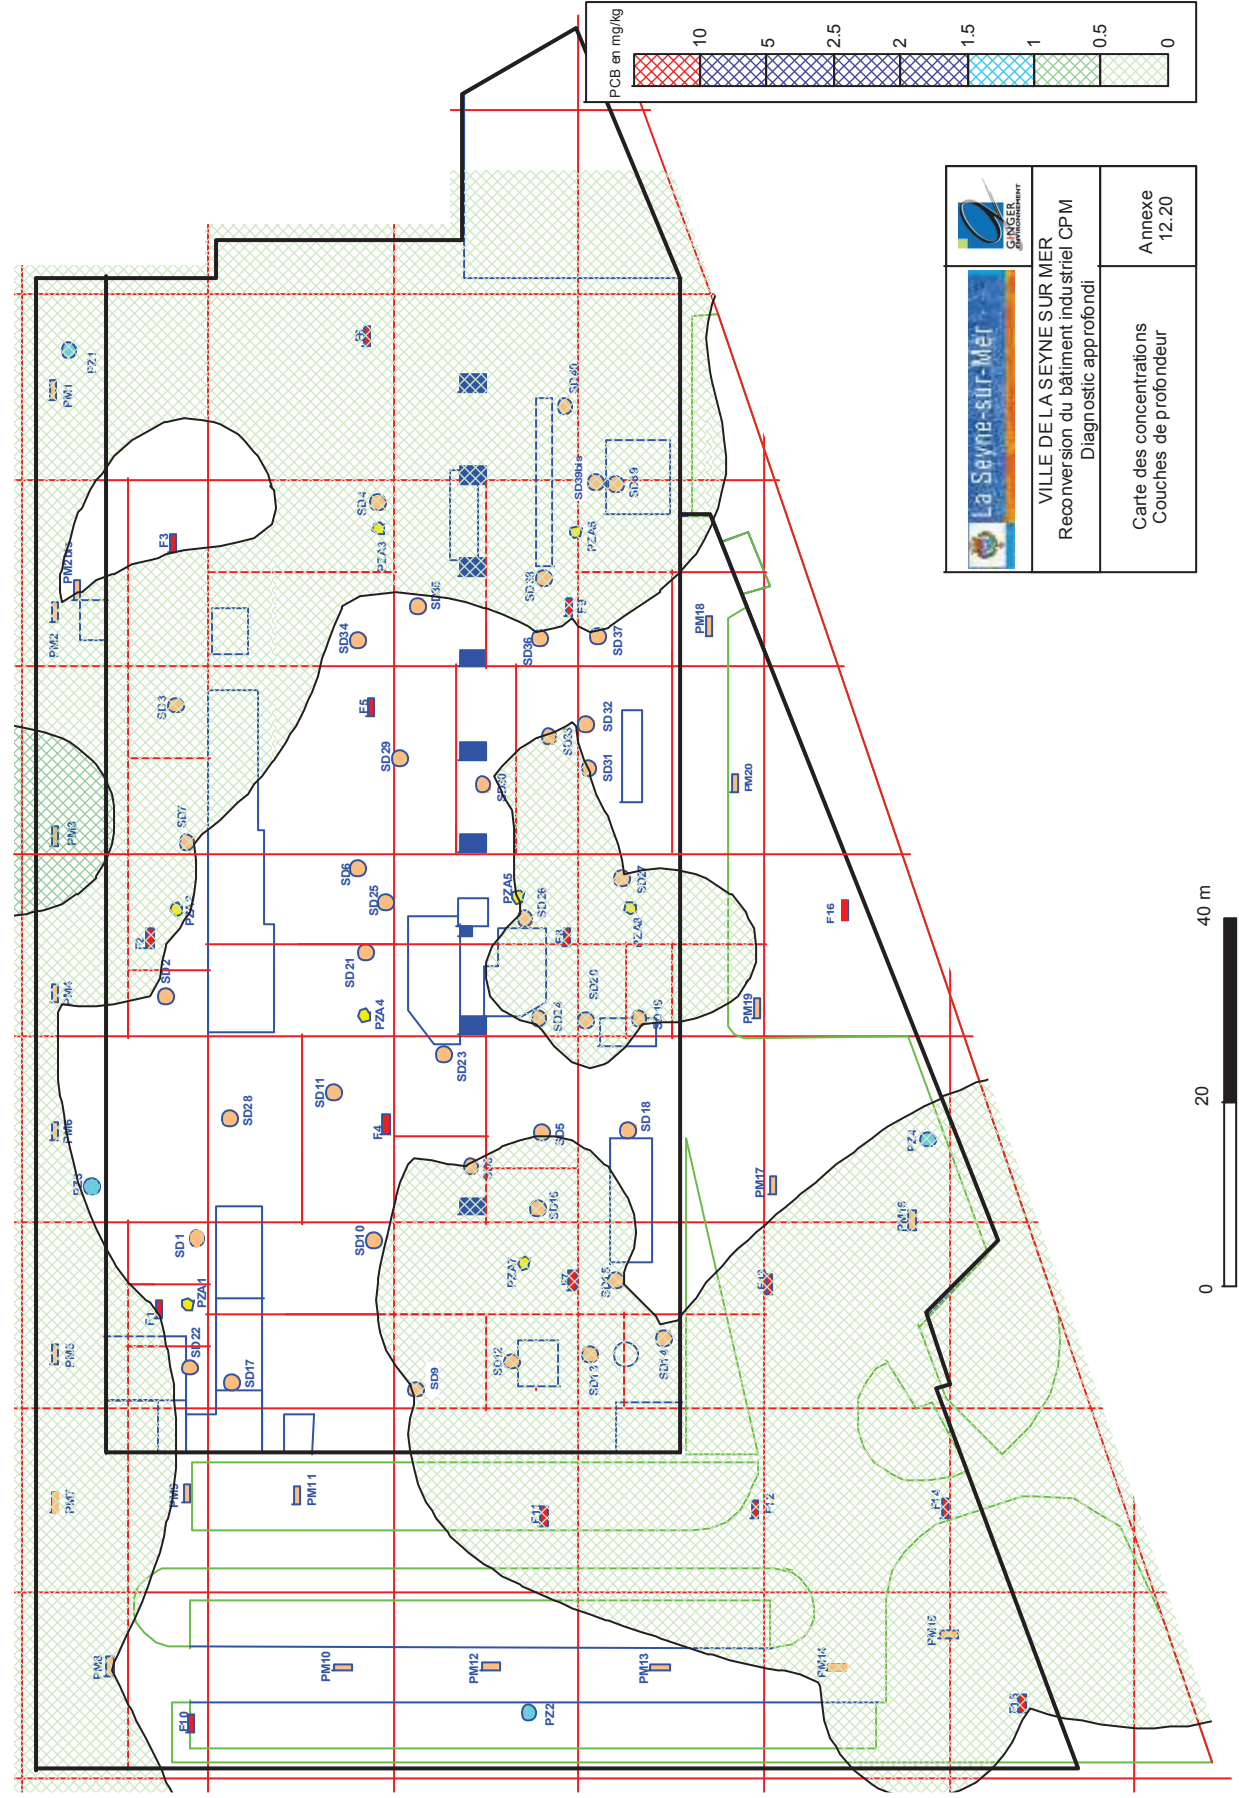 PCB en mg/kg
10
5
2.5
2
1.5
1
0.5
0
La Seyne-sur-Mer
GINGER
ENVIRONNEMENT
VILLE DE LA SEYNE SUR MER
Reconversion du bâtiment industriel CPM
Diagnostic approfondi
Carte des concentrations
Couches de profondeur
Annexe
12.20
0
20
40 m
PM1
PZ1
PM2
PM2bis
F3
SD4
PZA3
SD40
SD39bis
SD39
PZA6
SD38
SD35
SD34
SD36
SD37
PM18
SD3
F5
SD29
SD30
SD33
SD32
SD31
PM20
PM3
SD7
SD6
SD25
PZA5
SD26
SD27
F16
F2
SD2
SD21
PZA4
F8
SD20
SD24
SD19
PM19
PM4
SD23
SD11
SD28
F4
SD5
SD18
PM6
PZ3
SD1
SD10
SD16
PM17
PZ4
PZA1
PZA7
F7
SD15
F1
SD22
SD17
SD9
SD12
SD13
SD14
PM7
PM9
PM11
F11
F12
F14
PM8
PM10
PM12
PM13
PM14
PM15
F10
PZ2